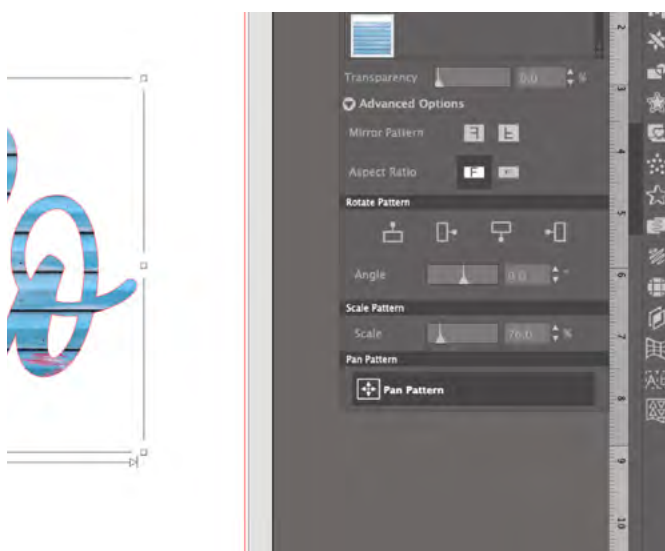 Transparency 0.0 %
Advanced Options
Mirror Pattern
Aspect Ratio
Rotate Pattern
Angle 0.0 °
Scale Pattern
Scale 76.0 %
Pan Pattern
Pan Pattern
2
3
4
5
6
7
8
9
10